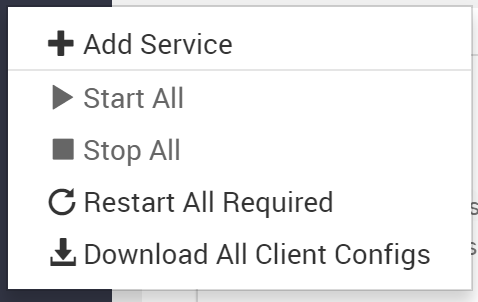 Add Service
Start All
Stop All
Restart All Required
Download All Client Configs